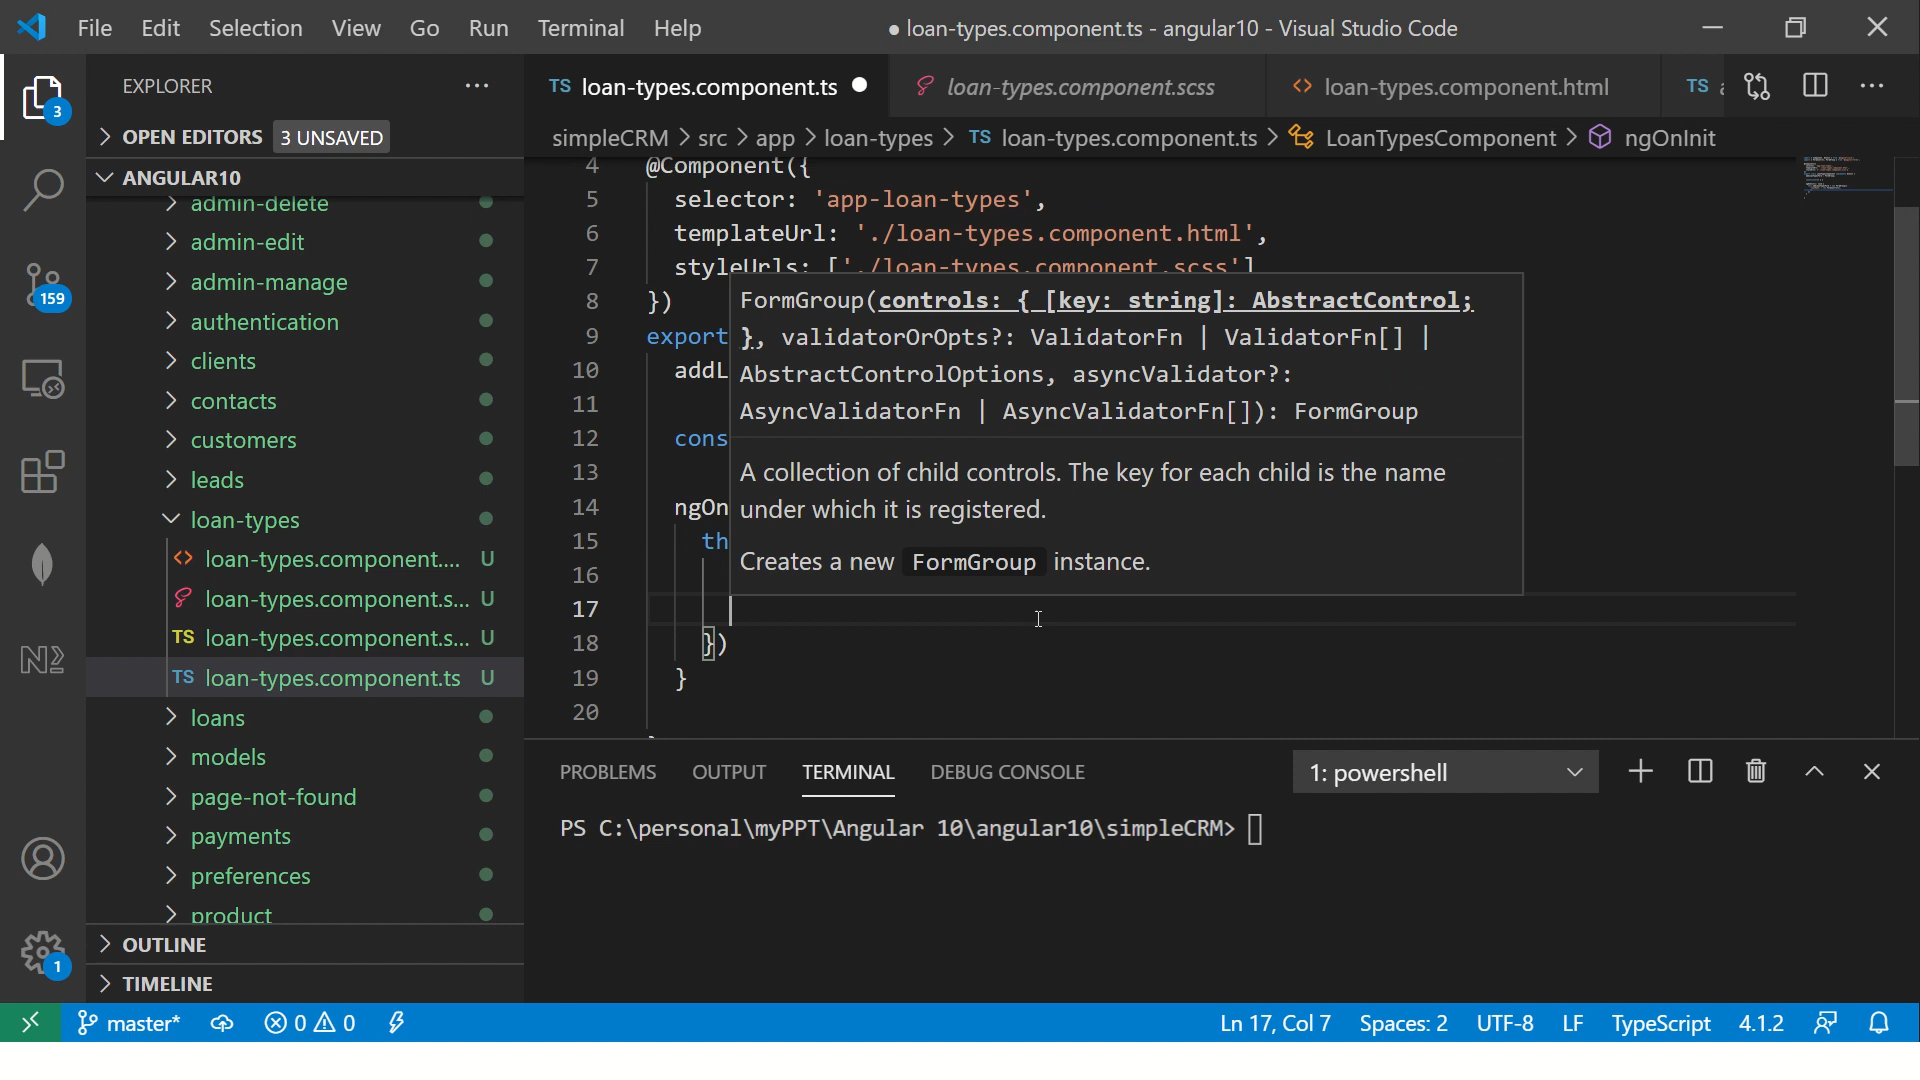 File Edit Selection View Go Run Terminal Help
● loan-types.component.ts - angular10 - Visual Studio Code
EXPLORER
TS loan-types.component.ts
loan-types.component.scss
<> loan-types.component.html
TS
OPEN EDITORS 3 UNSAVED
simpleCRM > src > app > loan-types > TS loan-types.component.ts > LoanTypesComponent > ngOnInit
ANGULAR10
admin-delete
admin-edit
admin-manage
authentication
clients
contacts
customers
leads
loan-types
<> loan-types.component.... U
loan-types.component.s... U
TS loan-types.component.s... U
TS loan-types.component.ts U
loans
models
page-not-found
payments
preferences
product
OUTLINE
TIMELINE
3
159
1
4 @Component({
5 selector: 'app-loan-types',
6 templateUrl: './loan-types.component.html',
7 styleUrls: ['./loan-types.component.scss']
8 })
9 export
10 addL
11
12 cons
13
14 ngOn
15 th
16
17
18 })
19 }
20
FormGroup(controls: { [key: string]: AbstractControl;
}, validatorOrOpts?: ValidatorFn | ValidatorFn[] |
AbstractControlOptions, asyncValidator?:
AsyncValidatorFn | AsyncValidatorFn[]): FormGroup
A collection of child controls. The key for each child is the name
under which it is registered.
Creates a new FormGroup instance.
PROBLEMS OUTPUT TERMINAL DEBUG CONSOLE
1: powershell
PS C:\personal\myPPT\Angular 10\angular10\simpleCRM>
master* 0 0
Ln 17, Col 7 Spaces: 2 UTF-8 LF TypeScript 4.1.2